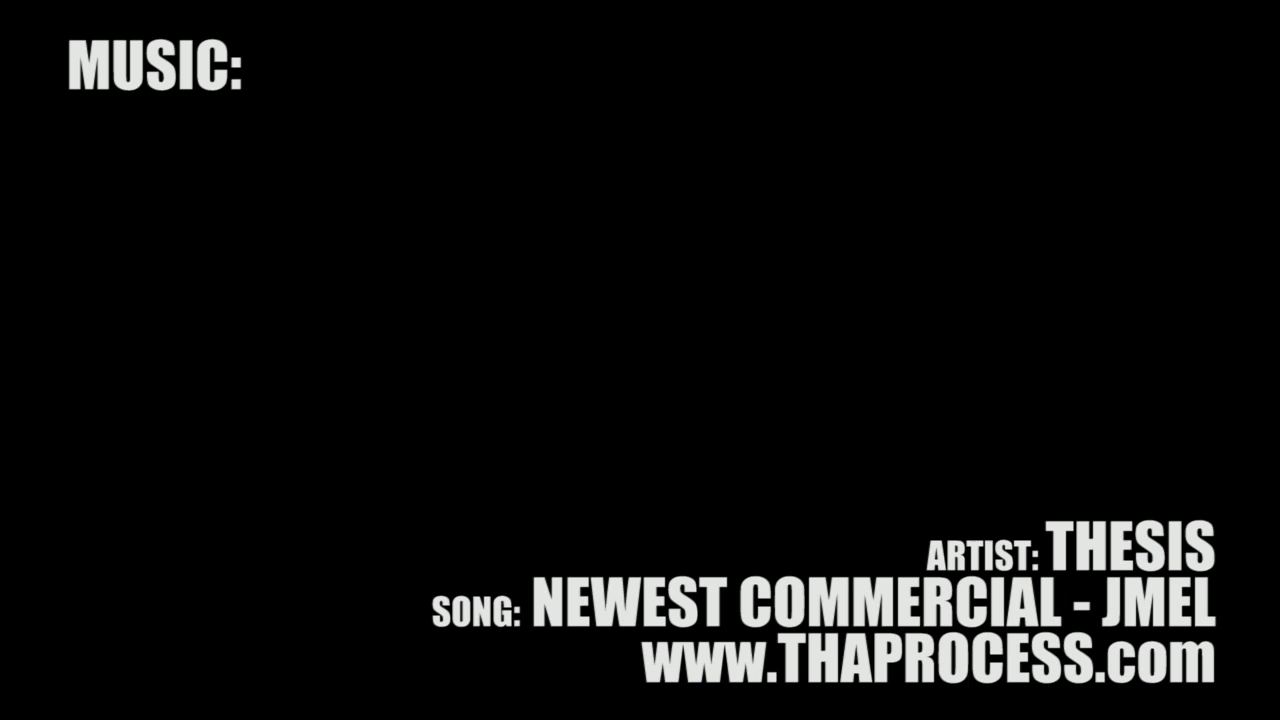 MUSIC:
ARTIST: THESIS
SONG: NEWEST COMMERCIAL - JMEL
www.THAPROCESS.com